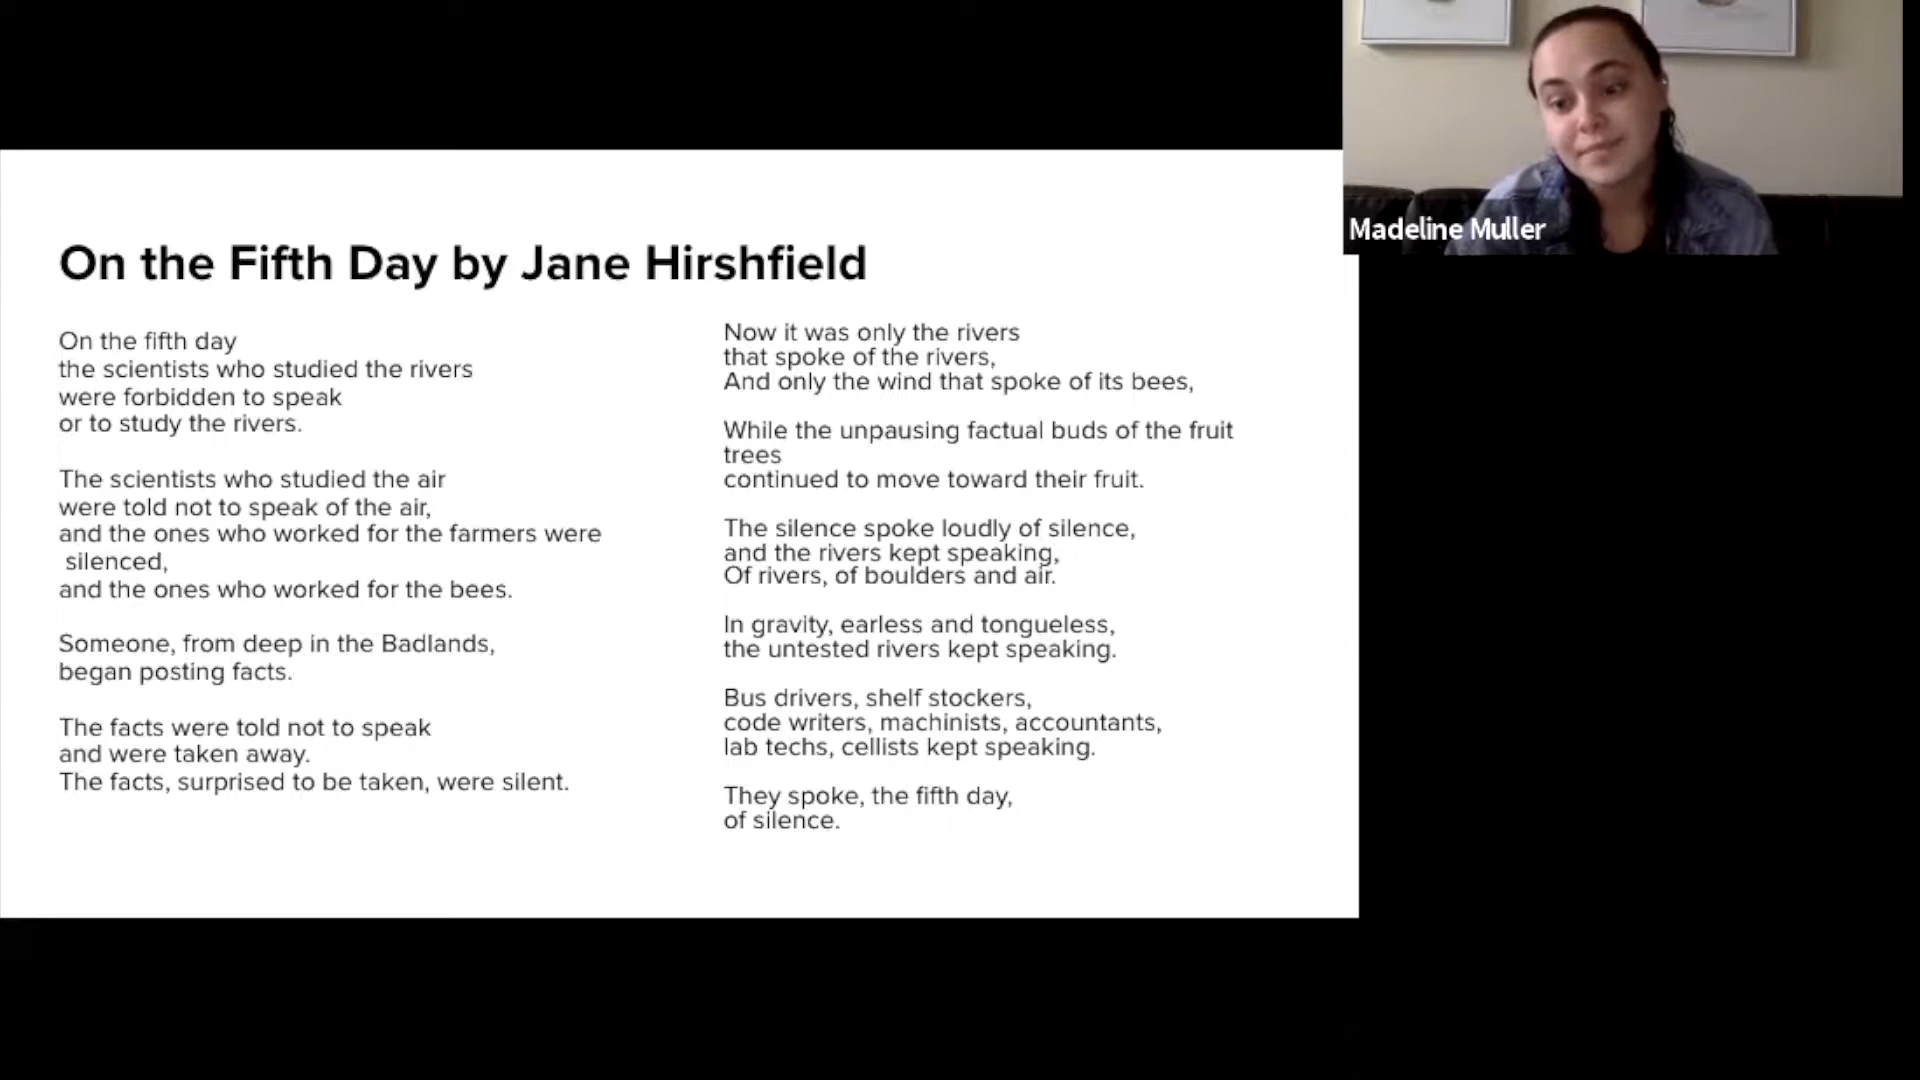 On the Fifth Day by Jane Hirshfield
On the fifth day
the scientists who studied the rivers
were forbidden to speak
or to study the rivers.
The scientists who studied the air
were told not to speak of the air,
and the ones who worked for the farmers were
silenced,
and the ones who worked for the bees.
Someone, from deep in the Badlands,
began posting facts.
The facts were told not to speak
and were taken away.
The facts, surprised to be taken, were silent.
Now it was only the rivers
that spoke of the rivers,
And only the wind that spoke of its bees,
While the unpausing factual buds of the fruit
trees
continued to move toward their fruit.
The silence spoke loudly of silence,
and the rivers kept speaking,
Of rivers, of boulders and air.
In gravity, earless and tongueless,
the untested rivers kept speaking.
Bus drivers, shelf stockers,
code writers, machinists, accountants,
lab techs, cellists kept speaking.
They spoke, the fifth day,
of silence.
Madeline Muller